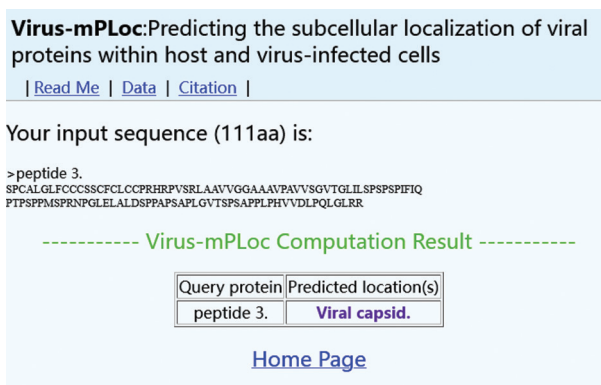 Virus-mPLoc:Predicting the subcellular localization of viral
proteins within host and virus-infected cells
| Read Me | Data | Citation |
Your input sequence (111aa) is:
>peptide 3.
SPCALGLFCCCSSCFCLCCPRHRPVSRLAAVVGGAAAVPAVVSGVTGLILSPSPSPIFIQ
PTPSPPMSPRNPGLELALDSPPAPSAPLGVTSPSAPPLPHVVDLPQLGLRR
----------- Virus-mPLoc Computation Result -----------
Query protein Predicted location(s)
peptide 3. Viral capsid.
Home Page